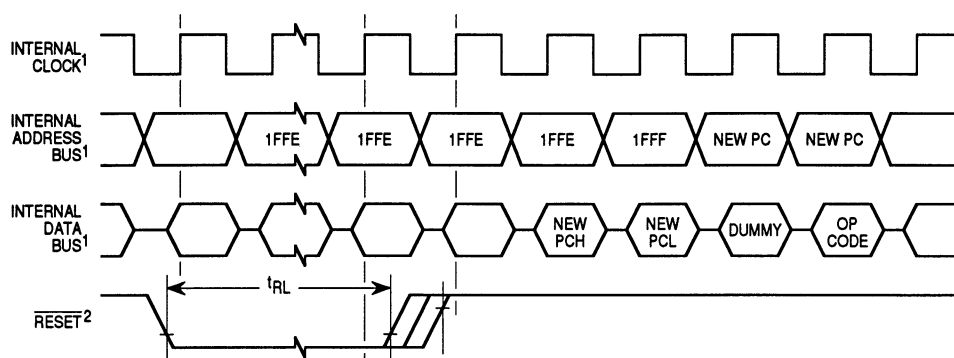 INTERNAL
CLOCK1
INTERNAL
ADDRESS
BUS1
1FFE
1FFE
1FFE
1FFE
1FFF
NEW PC
NEW PC
INTERNAL
DATA
BUS1
NEW
PCH
NEW
PCL
DUMMY
OP
CODE
tRL
RESET2